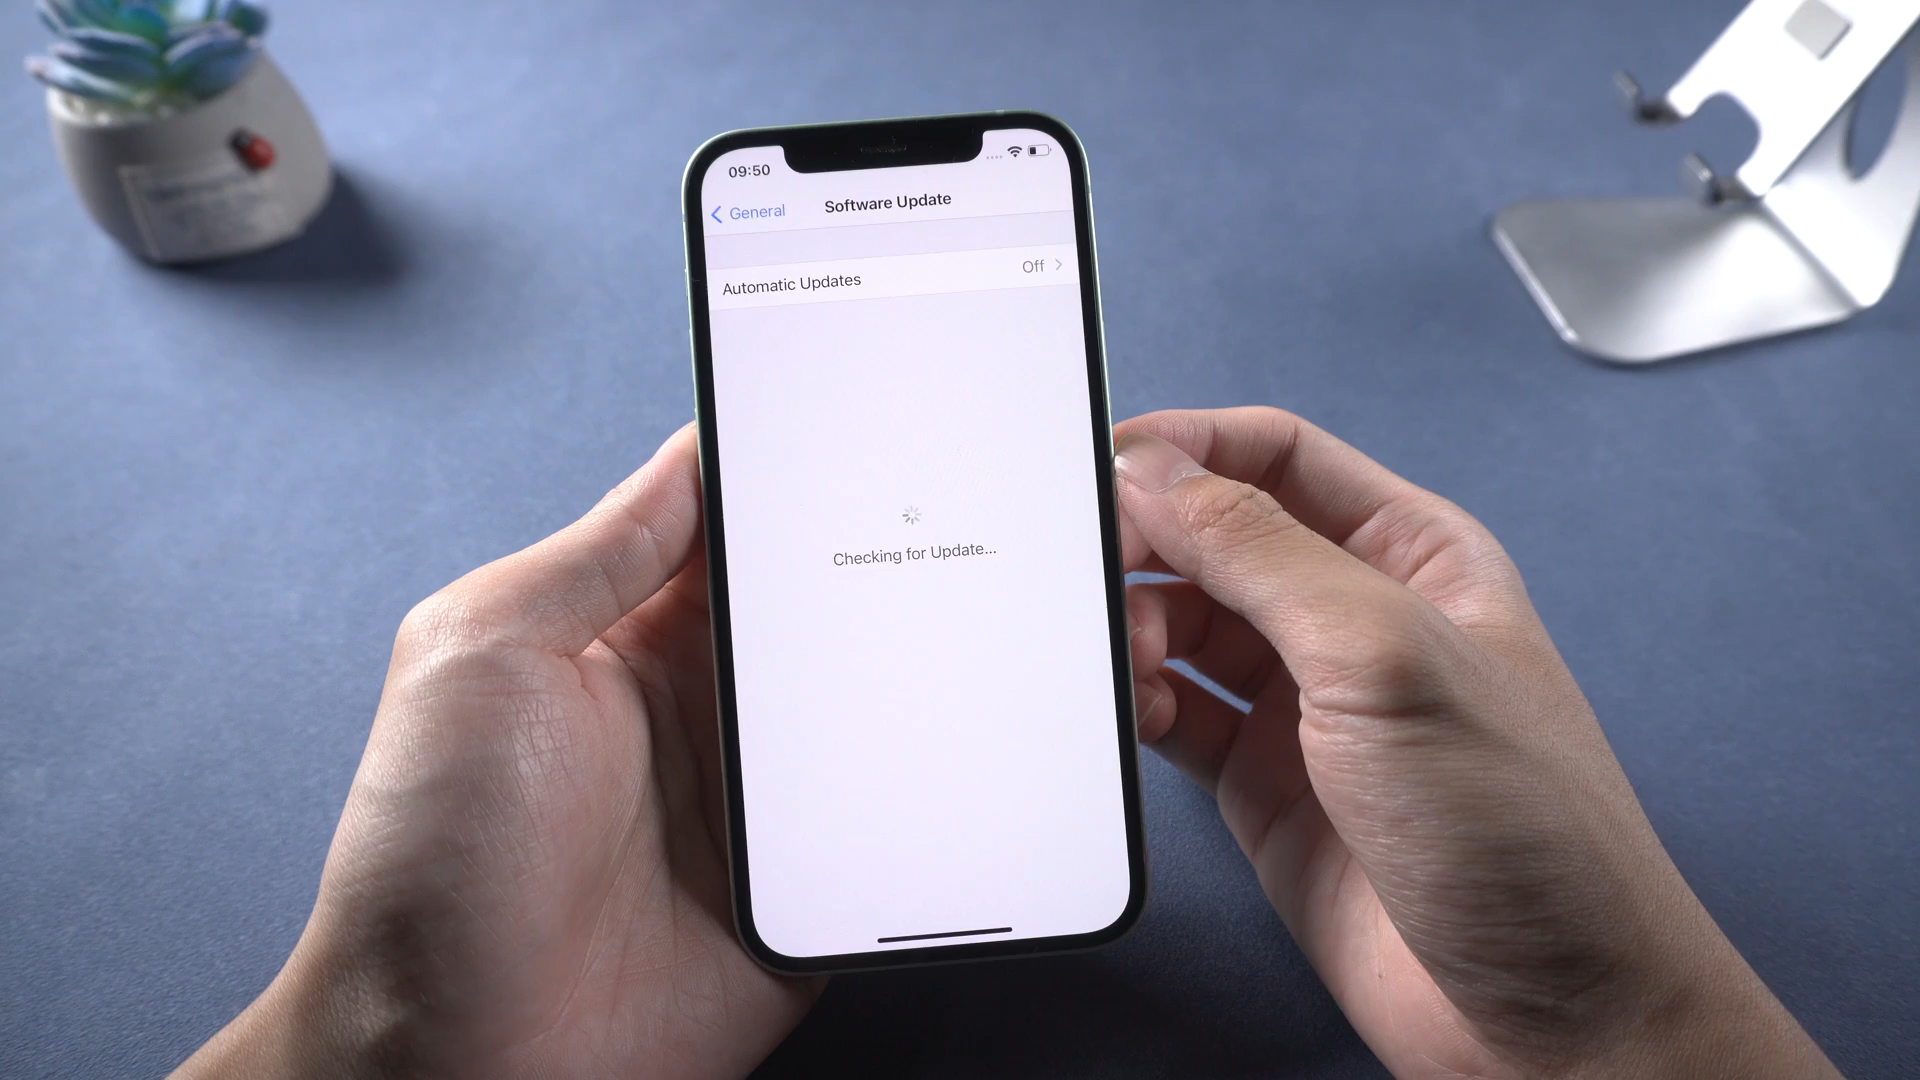 09:50
General
Software Update
Automatic Updates
Off
Checking for Update...